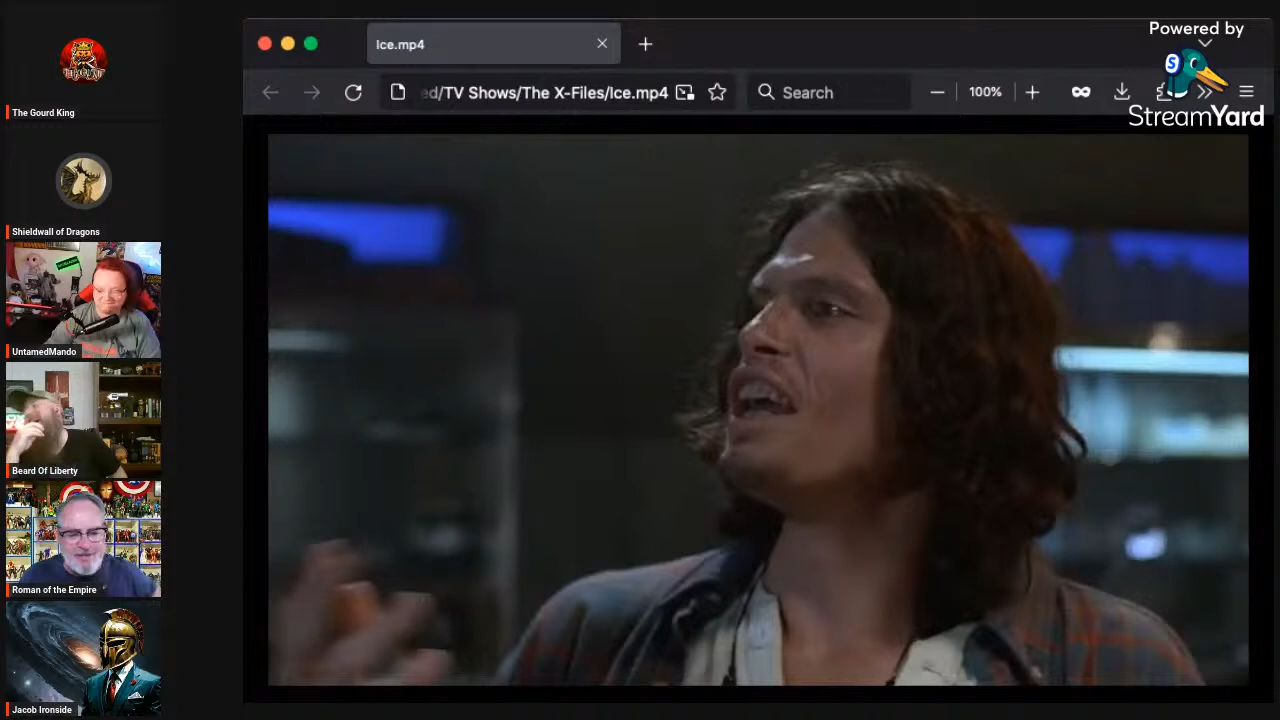 Ice.mp4
Powered by
ed/TV Shows/The X-Files/Ice.mp4
Search
100%
StreamYard
The Gourd King
Shieldwall of Dragons
UntamedMando
Beard Of Liberty
Roman of the Empire
Jacob Ironside